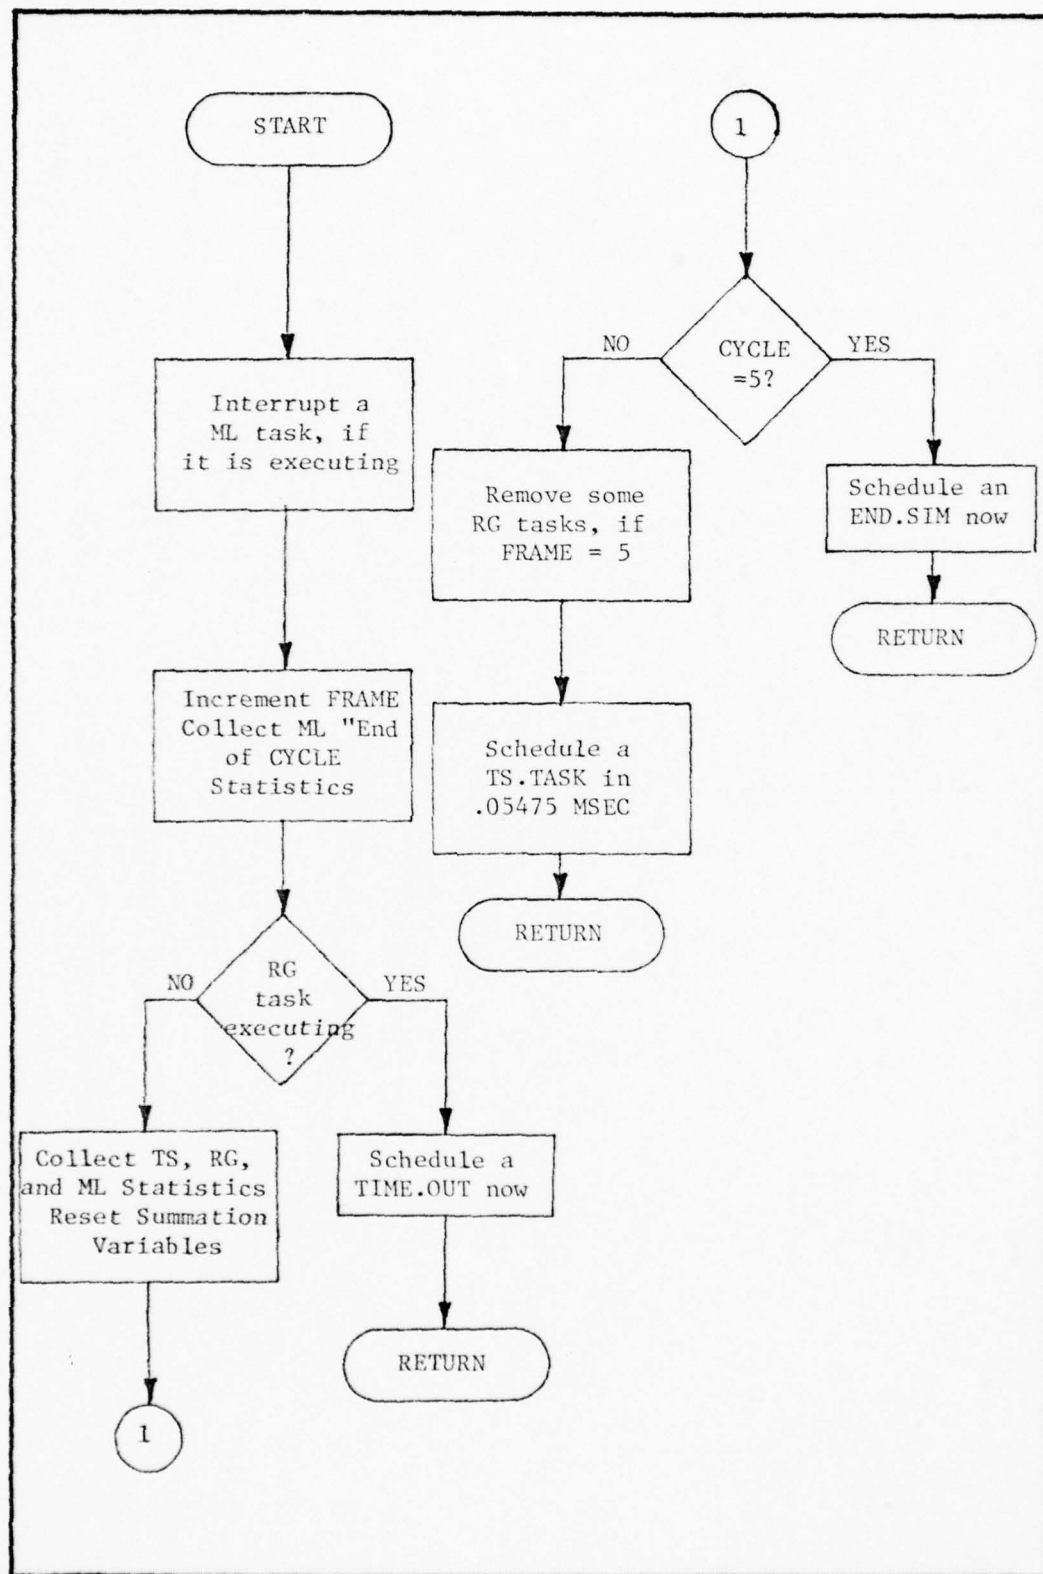 START
Interrupt a
ML task, if
it is executing
Increment FRAME
Collect ML "End
of CYCLE
Statistics
RG
task
executing
?
NO
YES
Collect TS, RG,
and ML Statistics
Reset Summation
Variables
1
Schedule a
TIME.OUT now
RETURN
1
CYCLE
=5?
NO
YES
Remove some
RG tasks, if
FRAME = 5
Schedule a
TS.TASK in
.05475 MSEC
RETURN
Schedule an
END.SIM now
RETURN